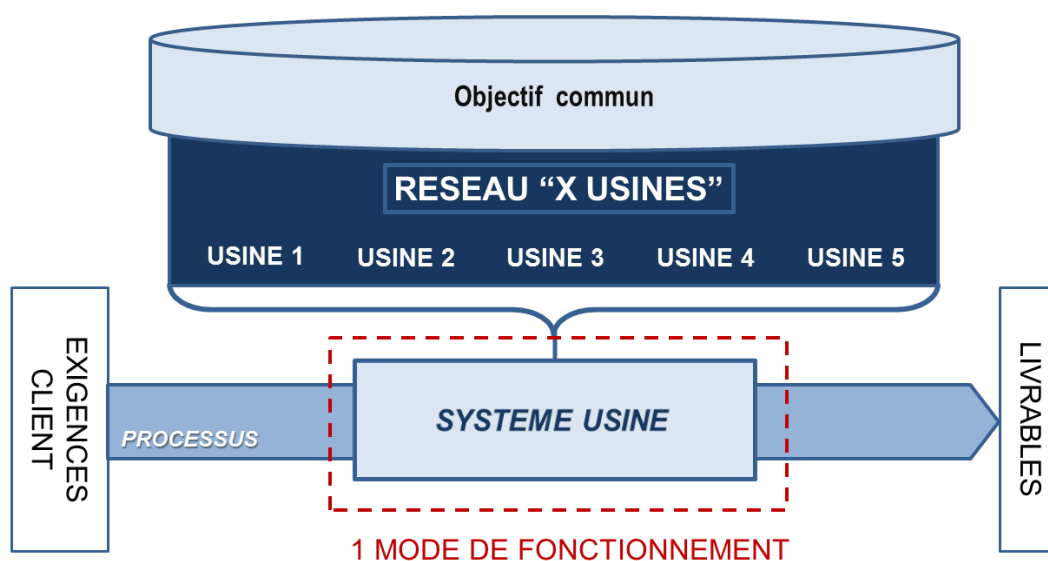 Objectif commun
RESEAU “X USINES”
USINE 1 USINE 2 USINE 3 USINE 4 USINE 5
EXIGENCES
CLIENT
PROCESSUS
SYSTEME USINE
LIVRABLES
1 MODE DE FONCTIONNEMENT